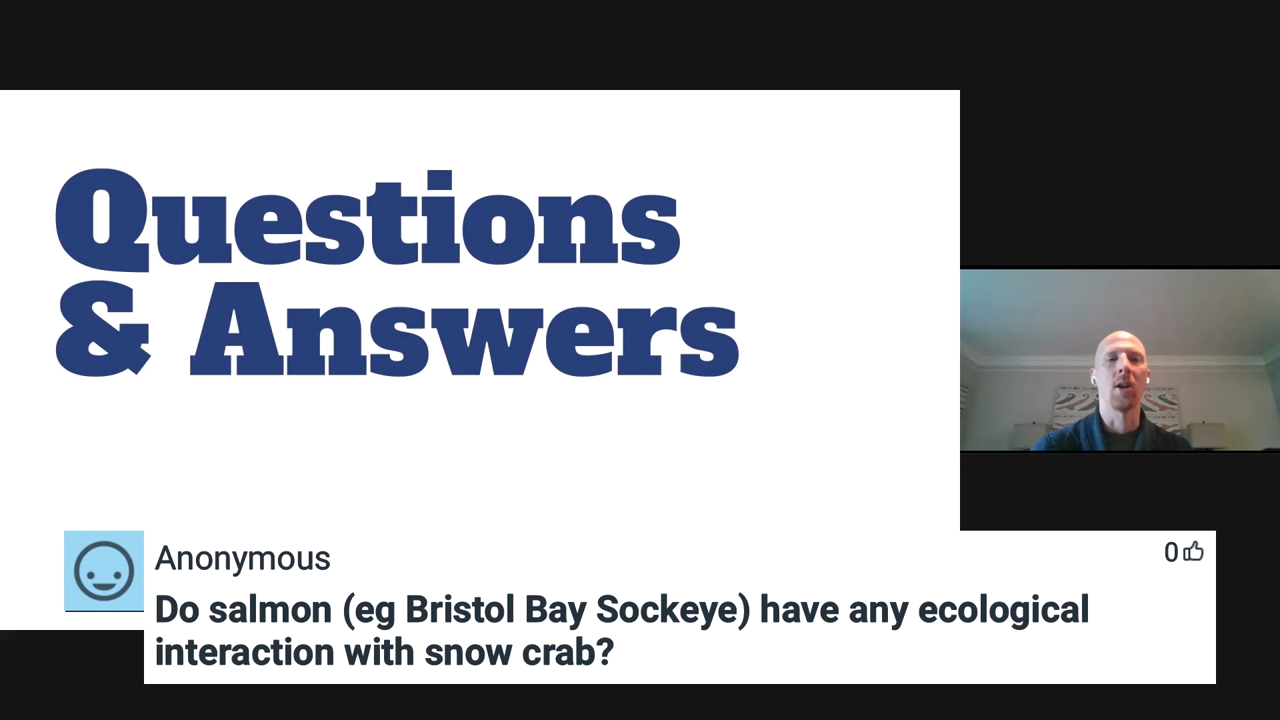 Questions
& Answers
Anonymous
0
Do salmon (eg Bristol Bay Sockeye) have any ecological
interaction with snow crab?